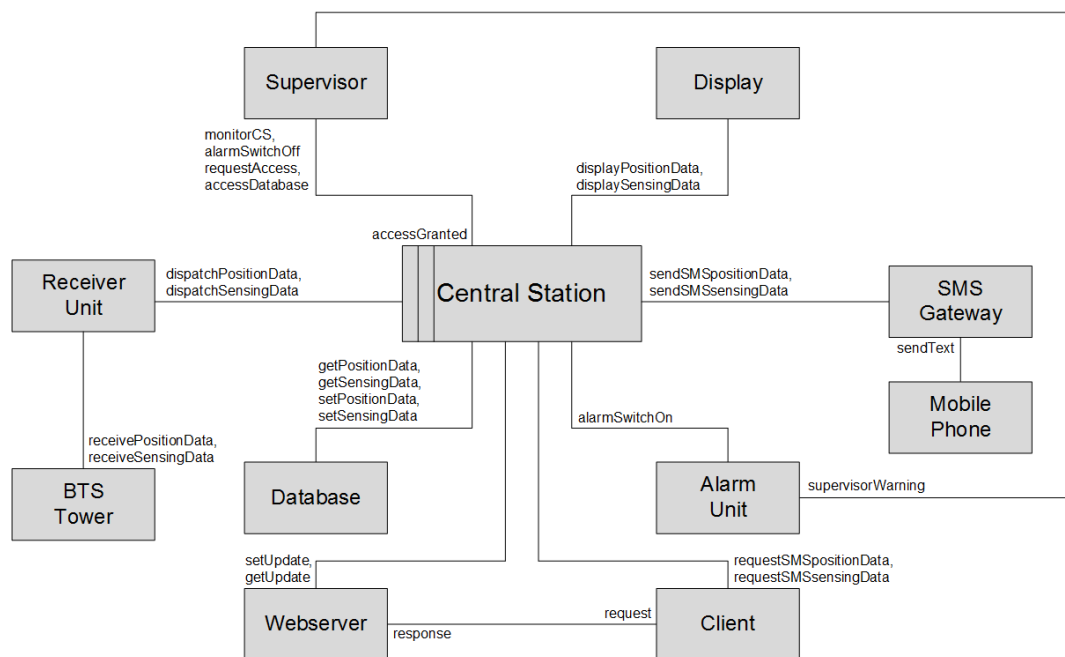 Supervisor
Display
monitorCS,
alarmSwitchOff
requestAccess,
accessDatabase
displayPositionData,
displaySensingData
accessGranted
Receiver
Unit
dispatchPositionData,
dispatchSensingData
Central Station
sendSMSpositionData,
sendSMSsensingData
SMS
Gateway
sendText
Mobile
Phone
getPositionData,
getSensingData,
setPositionData,
setSensingData
alarmSwitchOn
receivePositionData,
receiveSensingData
BTS
Tower
Database
Alarm
Unit
supervisorWarning
setUpdate,
getUpdate
requestSMSpositionData,
requestSMSsensingData
Webserver
response
request
Client